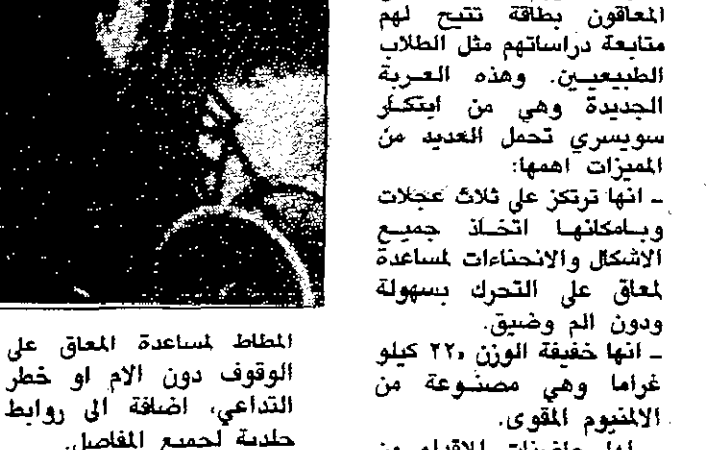 المعاقون بطاقة تتيح لهم
متابعة دراساتهم مثل الطلاب
الطبيعيين. وهذه العربة
الجديدة وهي من ابتكار
سويسري تحمل العديد من
المميزات اهمها:
ـ انها ترتكز على ثلاث عجلات
وبامكانها اتخاذ جميع
الاشكال والانحناءات لمساعدة
لمعاق على التحرك بسهولة
ودون الم وضيق.
ـ انها خفيفة الوزن ٢٢، كيلو
غراما وهي مصنوعة من
الالمنيوم المقوى.
المطاط لمساعدة المعاق على
الوقوف دون الام او خطر
التداعي، اضافة الى روابط
جلدية لجميع المفاصل.